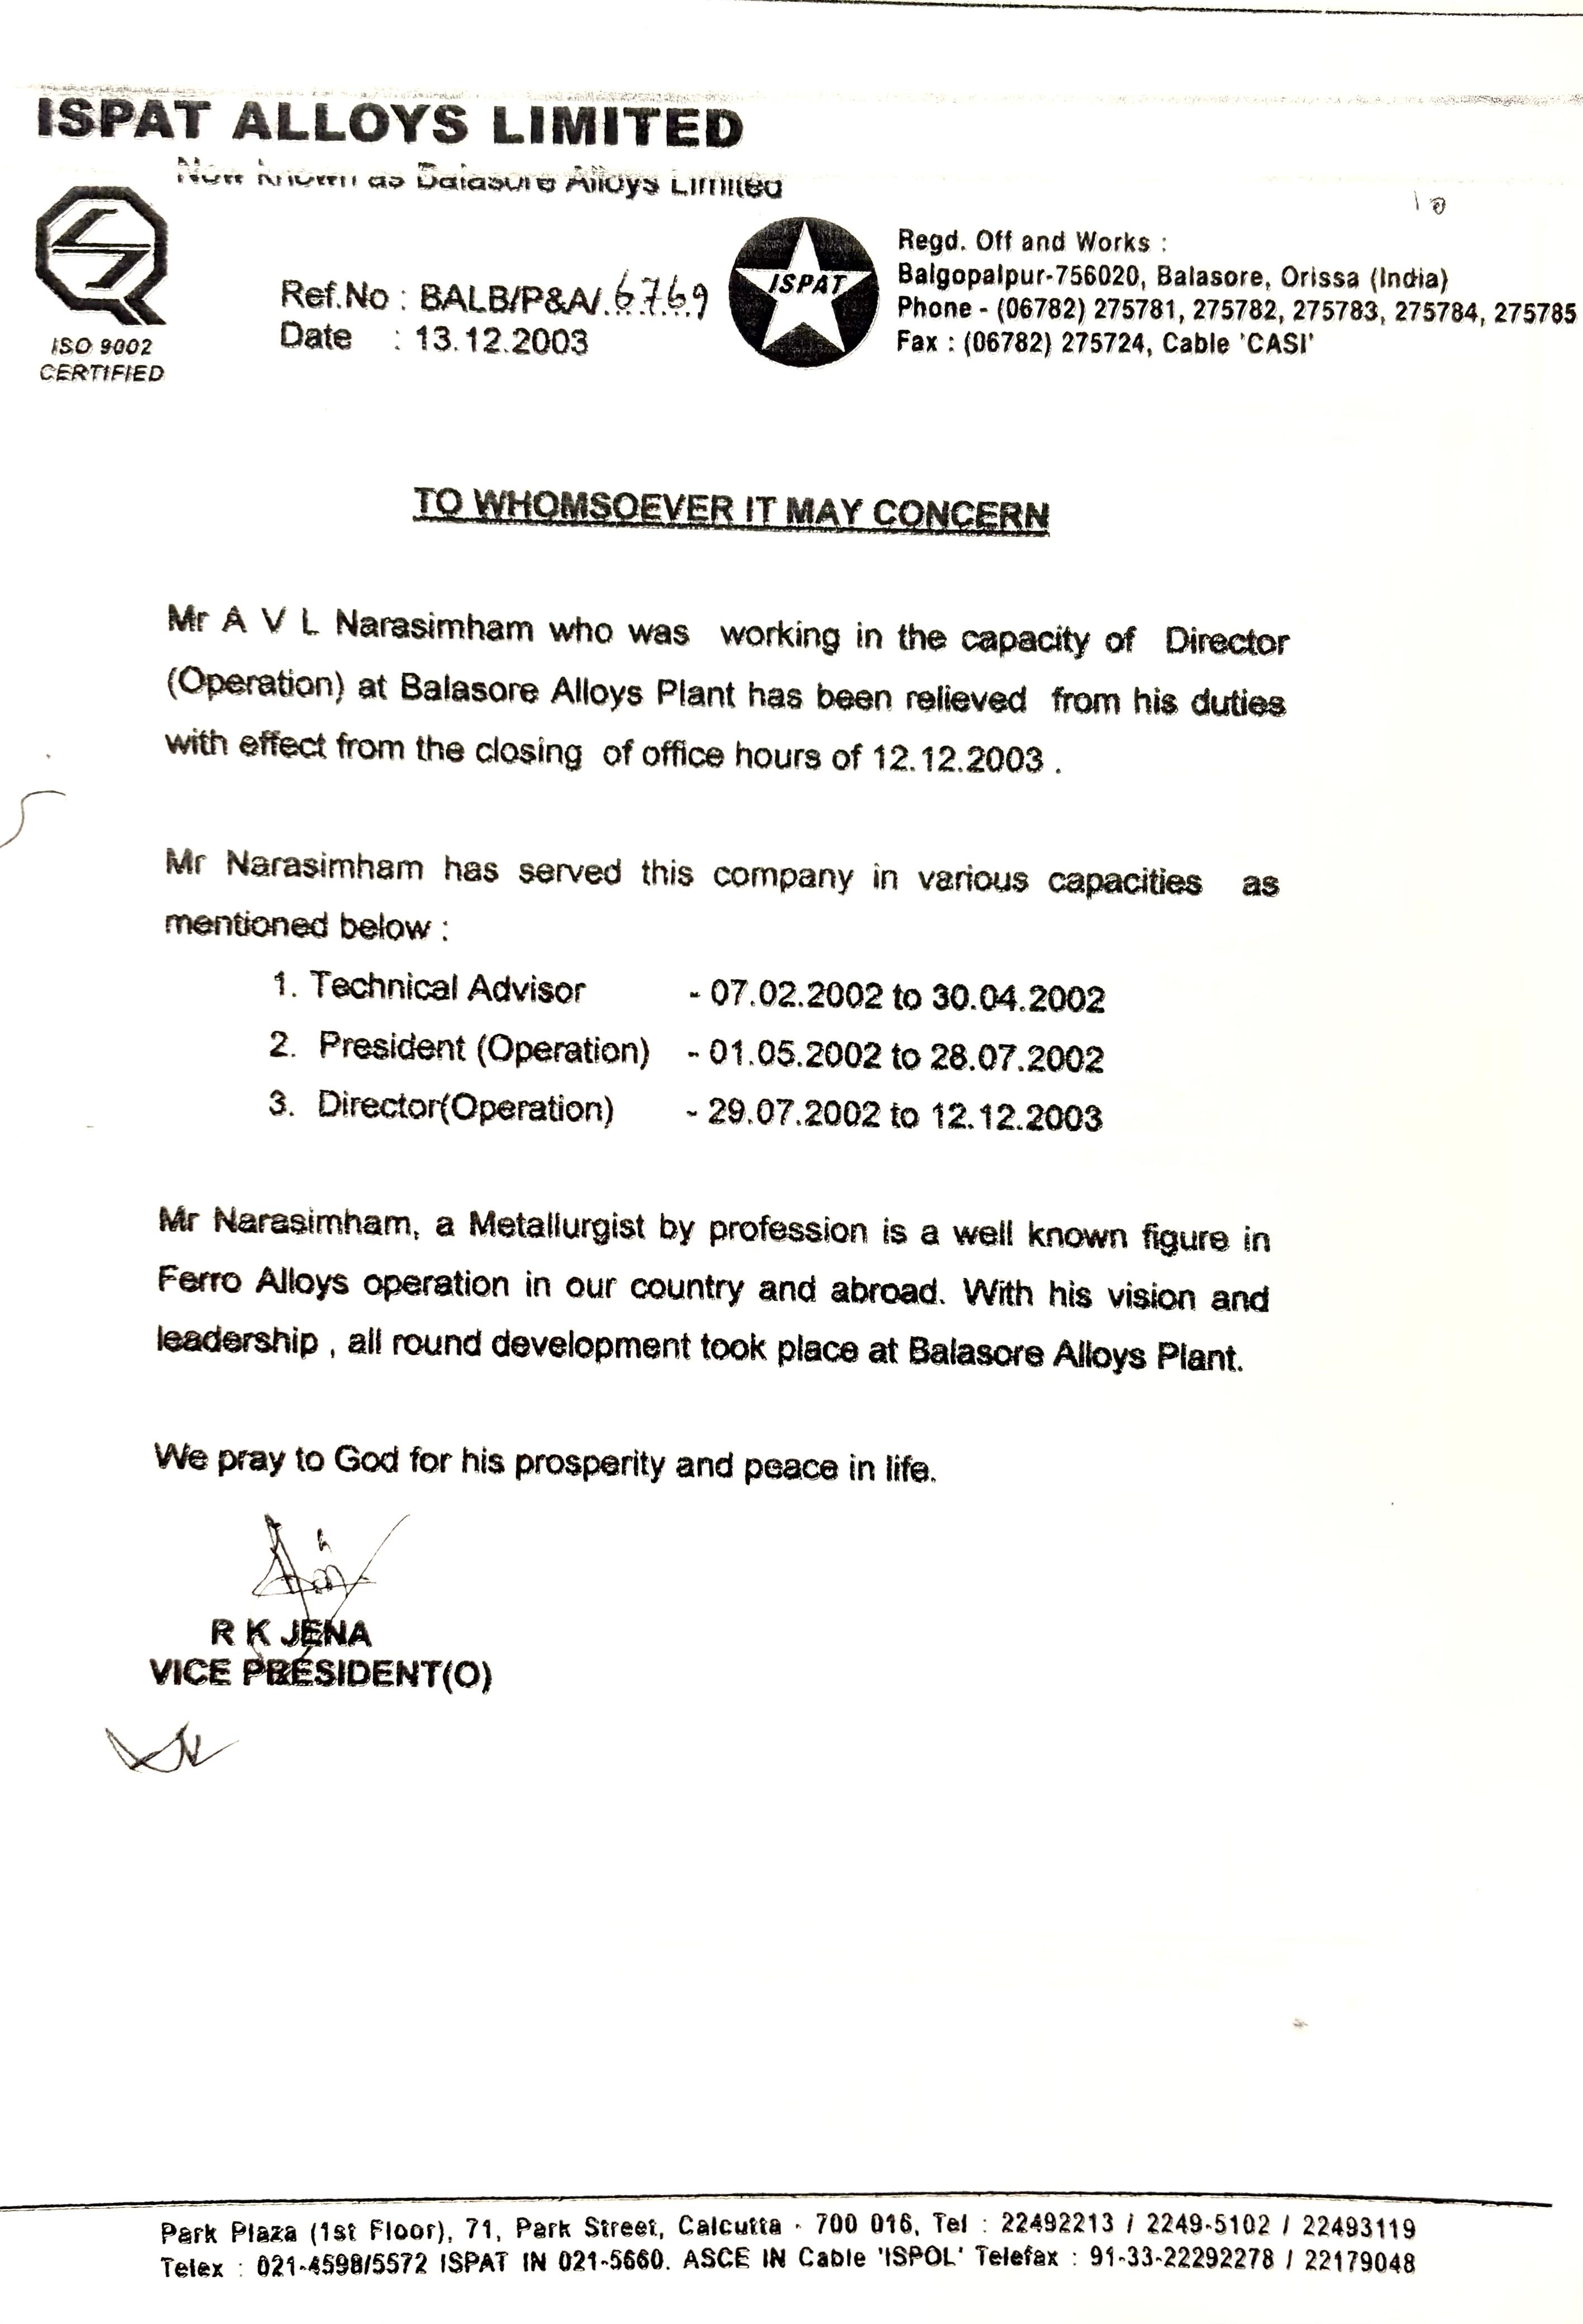 ISPAT ALLOYS LIMITED
Now known as Balasore Alloys Limited
ISO 9002
CERTIFIED
Ref.No : BALB/P&A/.6769
Date : 13.12.2003
ISPAT
Regd. Off and Works :
Balgopalpur-756020, Balasore, Orissa (India)
Phone - (06782) 275781, 275782, 275783, 275784, 275785
Fax : (06782) 275724, Cable 'CASI'
TO WHOMSOEVER IT MAY CONCERN
Mr A V L Narasimham who was working in the capacity of Director
(Operation) at Balasore Alloys Plant has been relieved from his duties
with effect from the closing of office hours of 12.12.2003 .
Mr Narasimham has served this company in various capacities as
mentioned below :
1. Technical Advisor - 07.02.2002 to 30.04.2002
2. President (Operation) - 01.05.2002 to 28.07.2002
3. Director(Operation) - 29.07.2002 to 12.12.2003
Mr Narasimham, a Metallurgist by profession is a well known figure in
Ferro Alloys operation in our country and abroad. With his vision and
leadership , all round development took place at Balasore Alloys Plant.
We pray to God for his prosperity and peace in life.
R K JENA
VICE PRESIDENT(O)
Park Plaza (1st Floor), 71, Park Street, Calcutta - 700 016, Tel : 22492213 / 2249-5102 / 22493119
Telex : 021-4598/5572 ISPAT IN 021-5660. ASCE IN Cable 'ISPOL' Telefax : 91-33-22292278 / 22179048